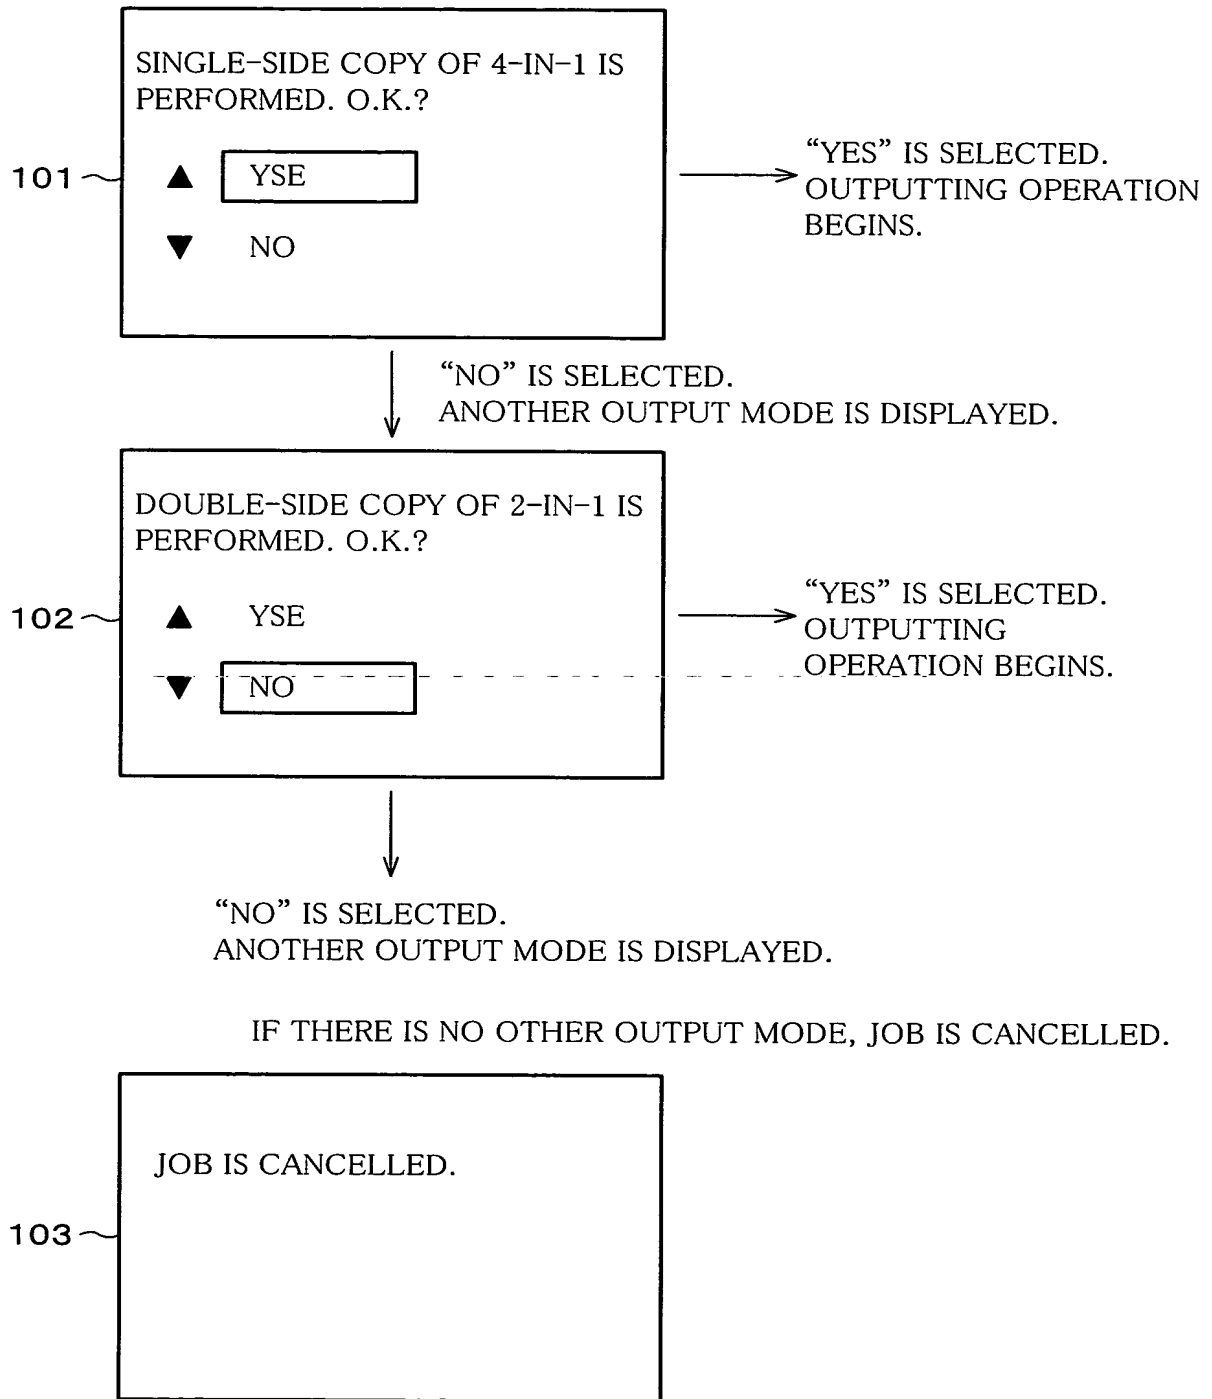 SINGLE-SIDE COPY OF 4-IN-1 IS
PERFORMED. O.K.?
101
▲ YSE
▼ NO
"YES" IS SELECTED.
OUTPUTTING OPERATION
BEGINS.
"NO" IS SELECTED.
ANOTHER OUTPUT MODE IS DISPLAYED.
DOUBLE-SIDE COPY OF 2-IN-1 IS
PERFORMED. O.K.?
102
▲ YSE
▼ NO
"YES" IS SELECTED.
OUTPUTTING
OPERATION BEGINS.
"NO" IS SELECTED.
ANOTHER OUTPUT MODE IS DISPLAYED.
IF THERE IS NO OTHER OUTPUT MODE, JOB IS CANCELLED.
JOB IS CANCELLED.
103